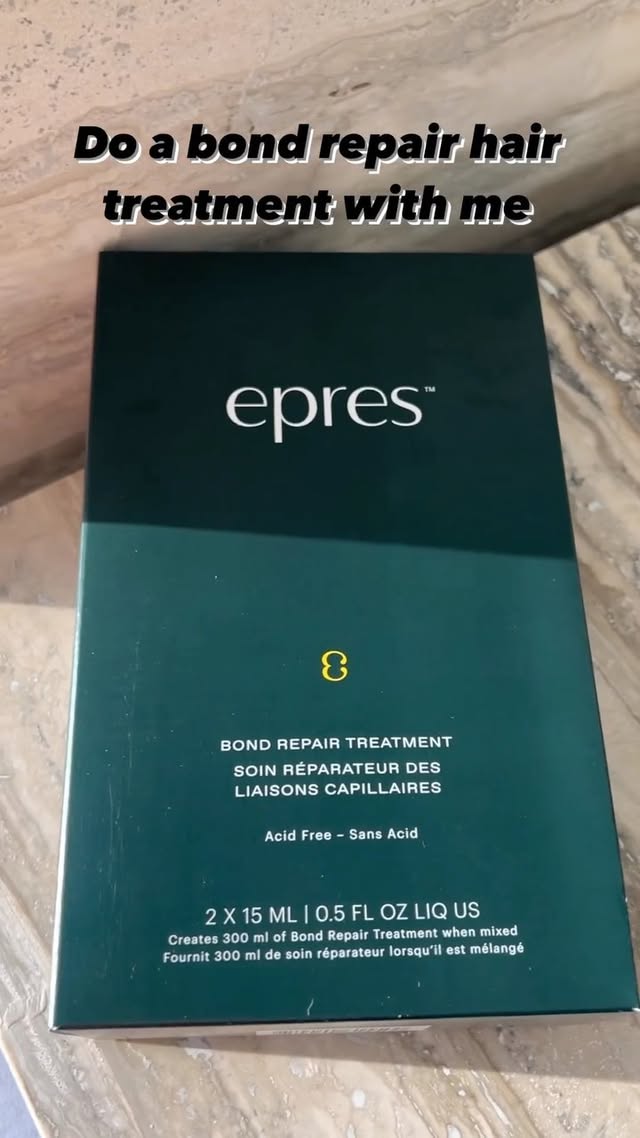 Do a bond repair hair
treatment with me
epres™
BOND REPAIR TREATMENT
SOIN RÉPARATEUR DES
LIAISONS CAPILLAIRES
Acid Free – Sans Acid
2 X 15 ML | 0.5 FL OZ LIQ US
Creates 300 ml of Bond Repair Treatment when mixed
Fournit 300 ml de soin réparateur lorsqu'il est mélangé